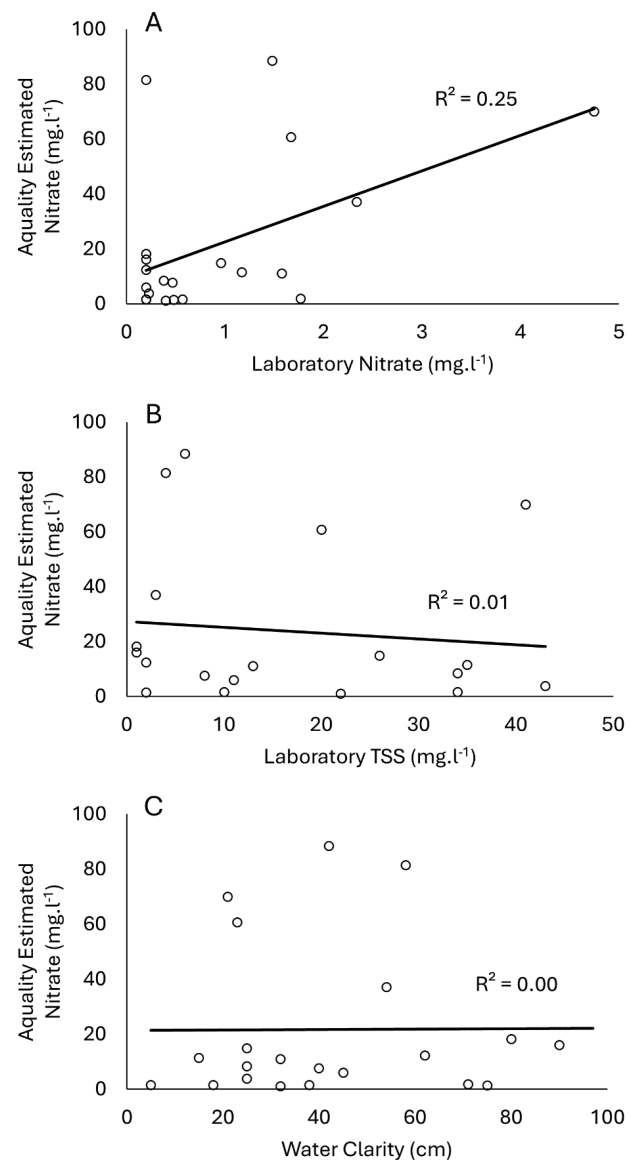 A
Aquality Estimated
Nitrate (mg.l⁻¹)
100
80
60
40
20
0
R² = 0.25
0 1 2 3 4 5
Laboratory Nitrate (mg.l⁻¹)
B
Aquality Estimated
Nitrate (mg.l⁻¹)
100
80
60
40
20
0
R² = 0.01
0 10 20 30 40 50
Laboratory TSS (mg.l⁻¹)
C
Aquality Estimated
Nitrate (mg.l⁻¹)
100
80
60
40
20
0
R² = 0.00
0 20 40 60 80 100
Water Clarity (cm)